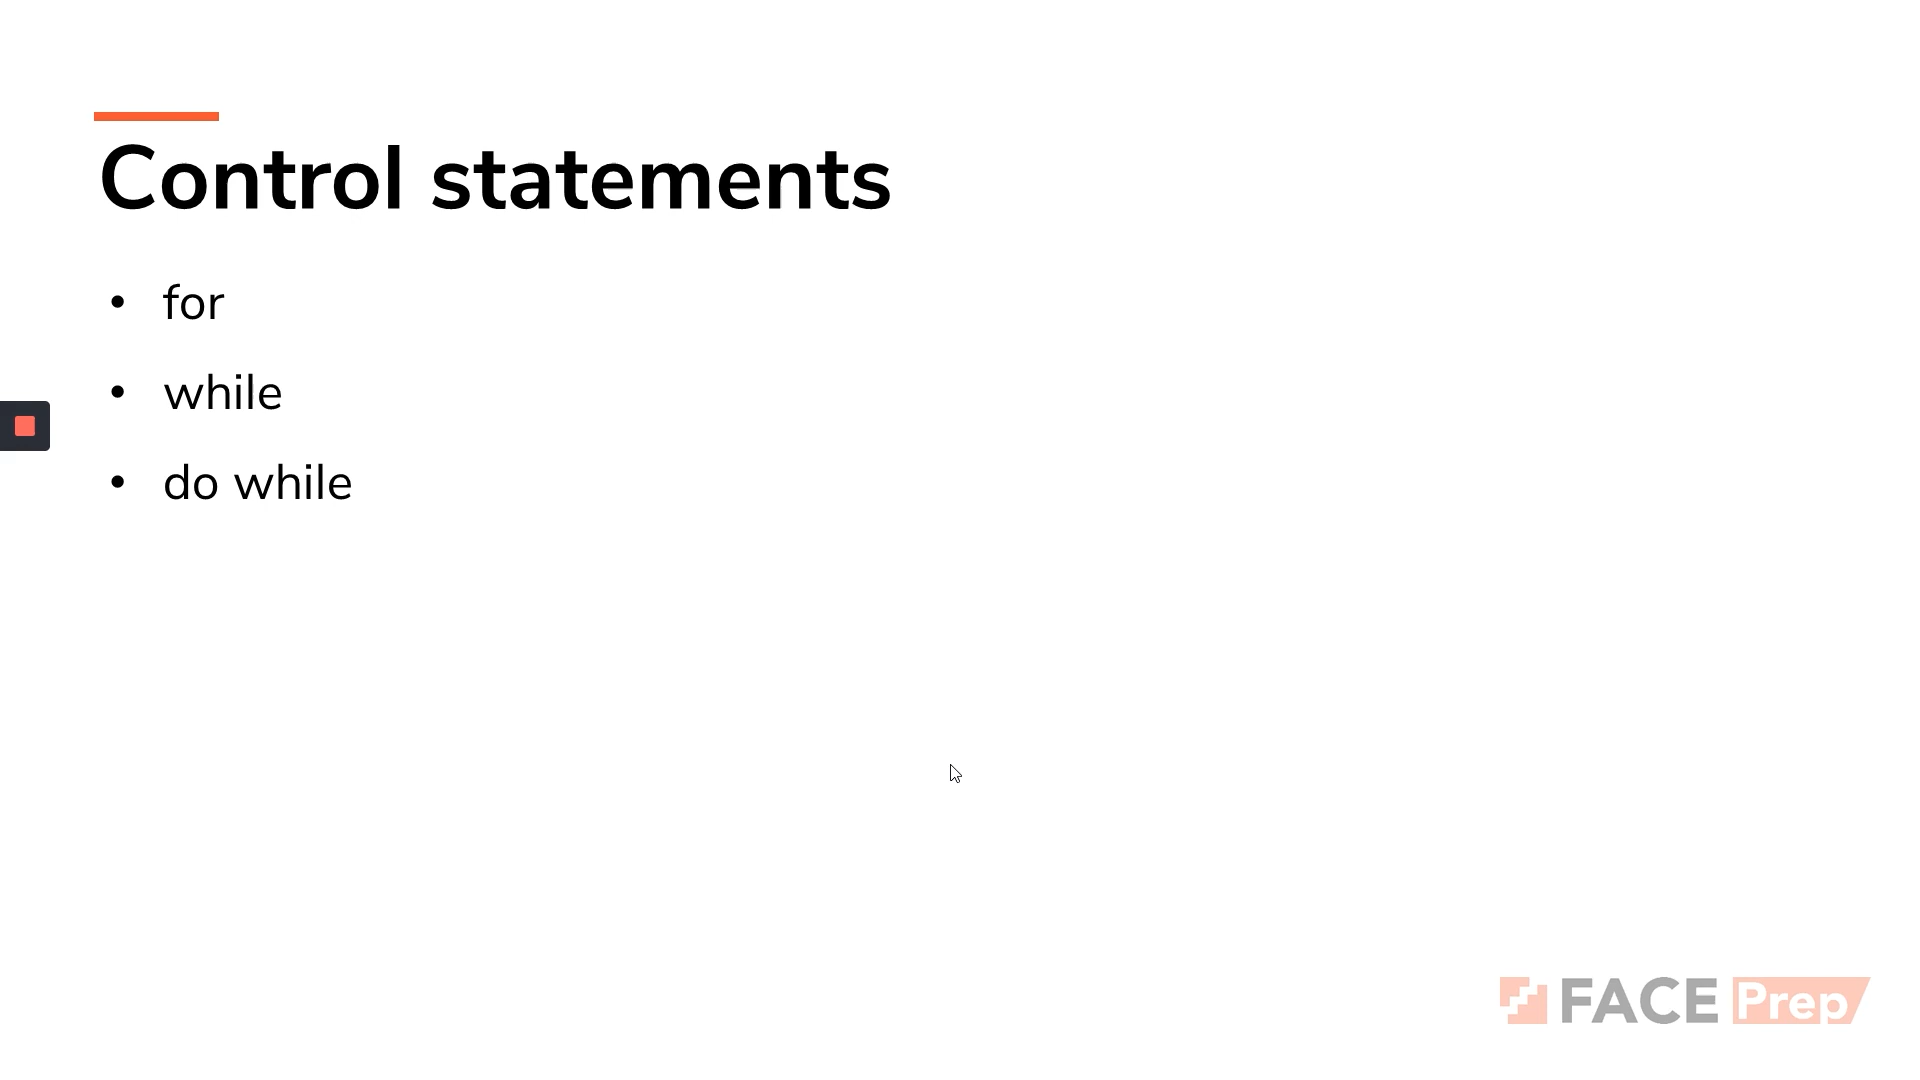 Control statements
• for
• while
• do while
FACE Prep